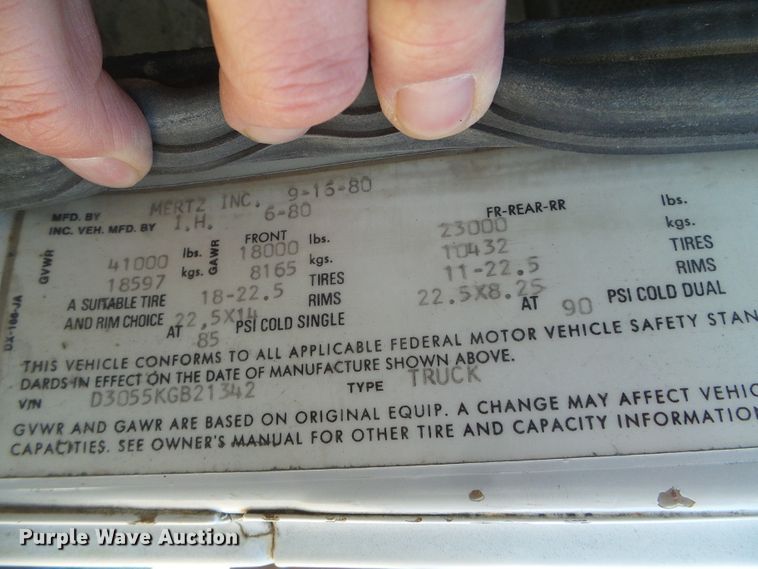 MFD. BY MERTZ INC. 9-15-80
INC. VEH. MFD. BY I.H. 6-80
GVWR 41000 lbs. GAWR FRONT 18000 lbs. FR-REAR-RR 23000 lbs.
18597 kgs. 8165 kgs. 10432 kgs.
A SUITABLE TIRE 18-22.5 TIRES 11-22.5 TIRES
AND RIM CHOICE 22.5X14 RIMS 22.5X8.25 RIMS
AT 85 PSI COLD SINGLE AT 90 PSI COLD DUAL
THIS VEHICLE CONFORMS TO ALL APPLICABLE FEDERAL MOTOR VEHICLE SAFETY STAN
DARDS IN EFFECT ON THE DATE OF MANUFACTURE SHOWN ABOVE.
VIN D3055KGB21342 TYPE TRUCK
GVWR AND GAWR ARE BASED ON ORIGINAL EQUIP. A CHANGE MAY AFFECT VEHIC
CAPACITIES. SEE OWNER'S MANUAL FOR OTHER TIRE AND CAPACITY INFORMATIO
DX-186-JA
Purple Wave Auction